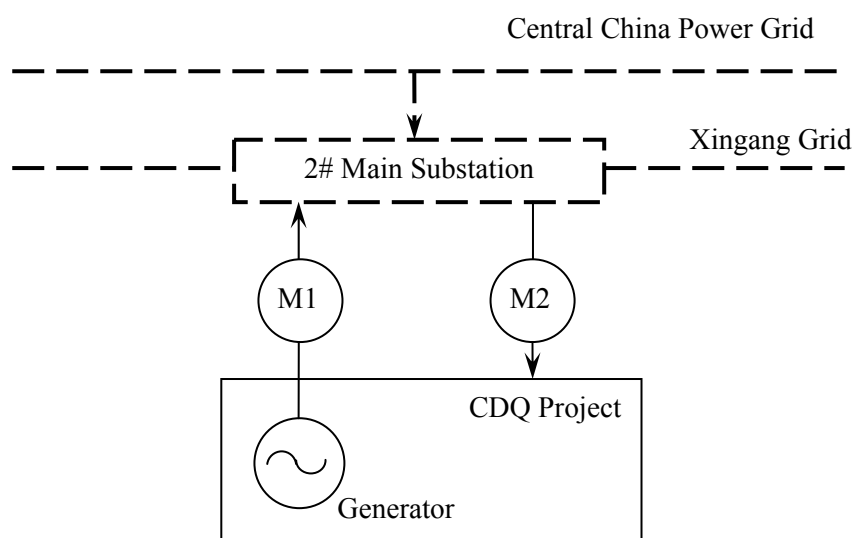 Central China Power Grid
Xingang Grid
2# Main Substation
M1
M2
CDQ Project
Generator